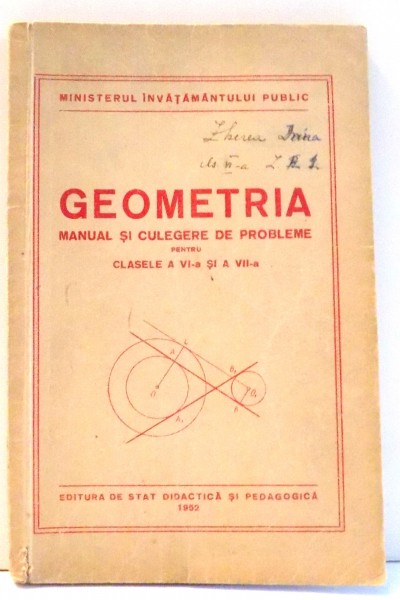 MINISTERUL ÎNVĂȚĂMÂNTULUI PUBLIC
GEOMETRIA
MANUAL ȘI CULEGERE DE PROBLEME
PENTRU
CLASELE A VI-a ȘI A VII-a
O
EDITURA DE STAT DIDACTICĂ ȘI PEDAGOGICĂ
1952